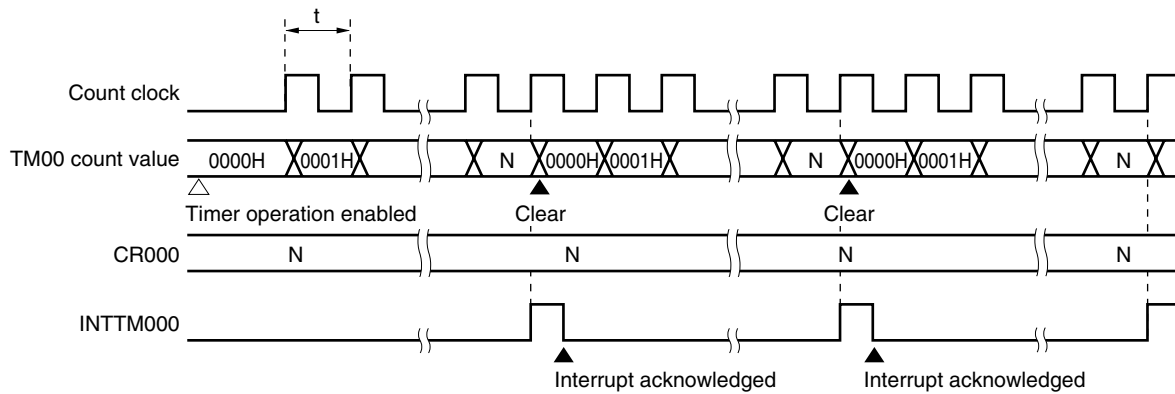 t
Count clock
TM00 count value 0000H 0001H N 0000H 0001H N 0000H 0001H N
Timer operation enabled Clear Clear
CR000 N N N N
INTTM000
Interrupt acknowledged Interrupt acknowledged